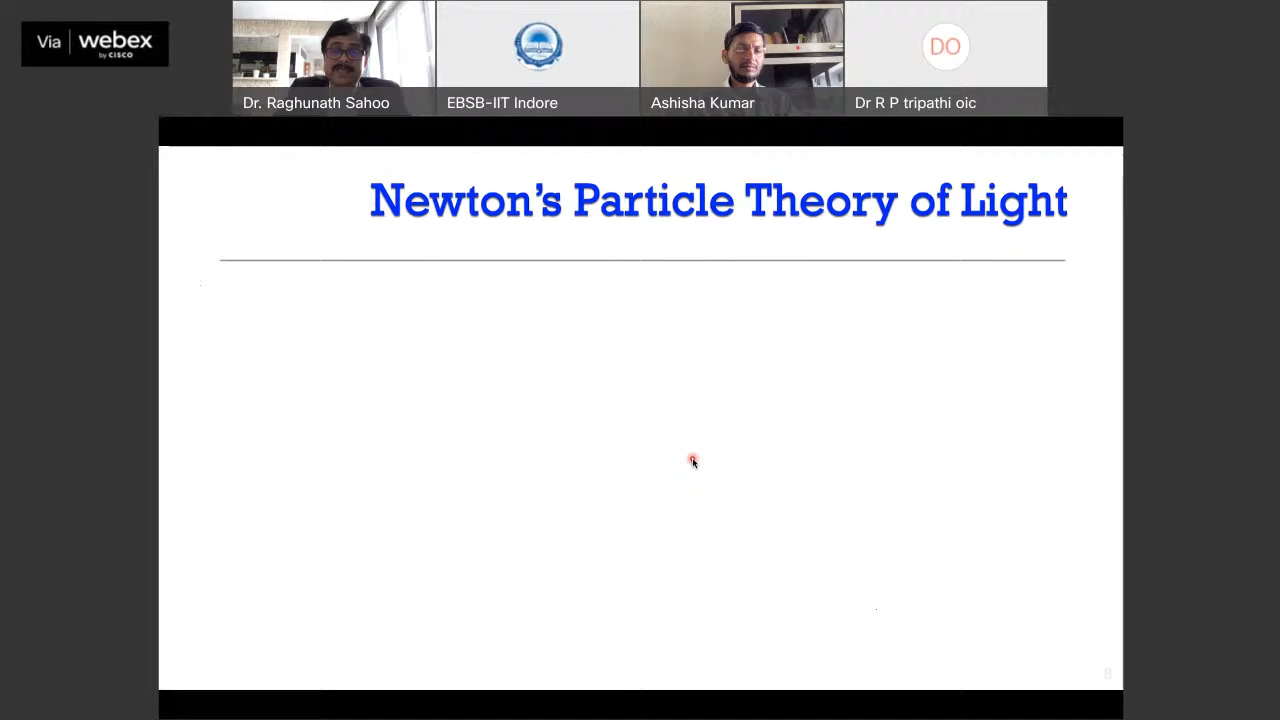 Via webex
by CISCO
Dr. Raghunath Sahoo
EBSB-IIT Indore
Ashisha Kumar
DO
Dr R P tripathi oic
Newton's Particle Theory of Light
8